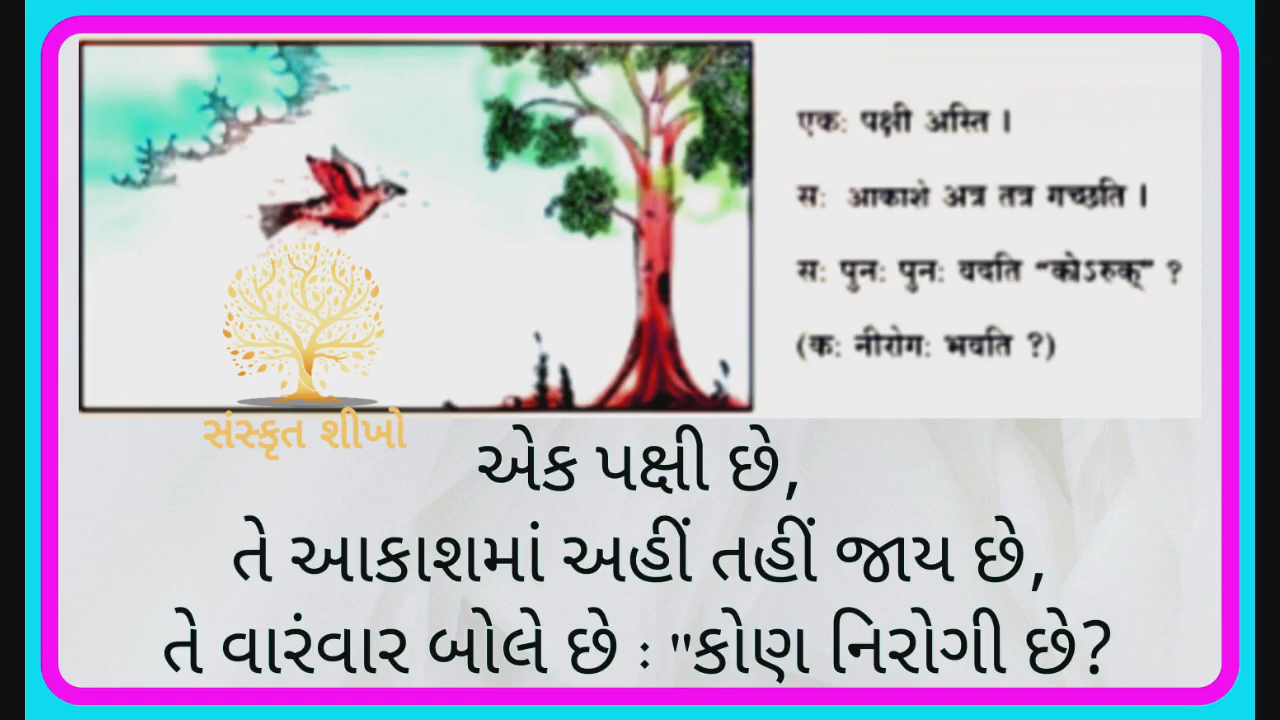 एकः पक्षी अस्ति ।
सः आकाशे अत्र तत्र गच्छति ।
सः पुनः पुनः वदति “कोऽरुक्” ?
(कः नीरोगः भवति ?)
સંસ્કૃત શીખો
એક પક્ષી છે,
તે આકાશમાં અહીં તહીં જાય છે,
તે વારંવાર બોલે છે : "કોણ નિરોગી છે?